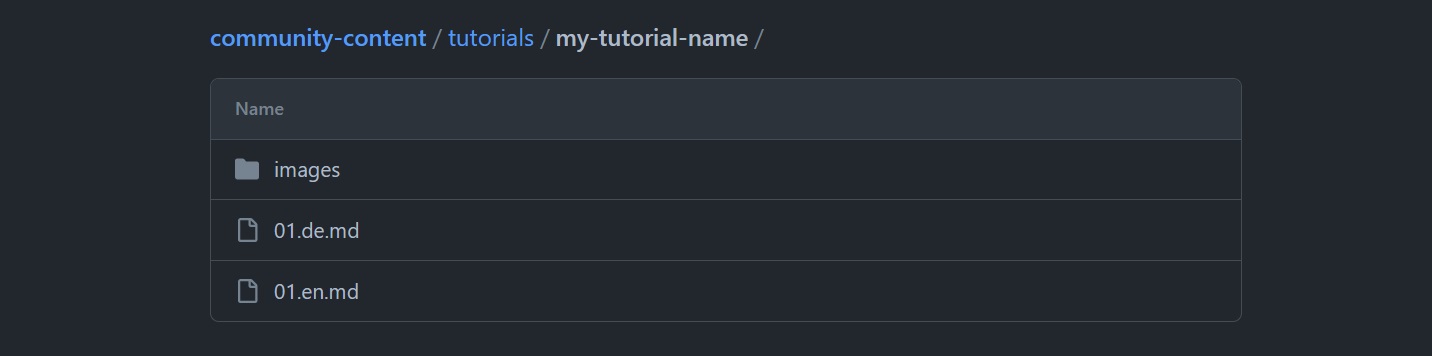 community-content / tutorials / my-tutorial-name /
Name
images
01.de.md
01.en.md